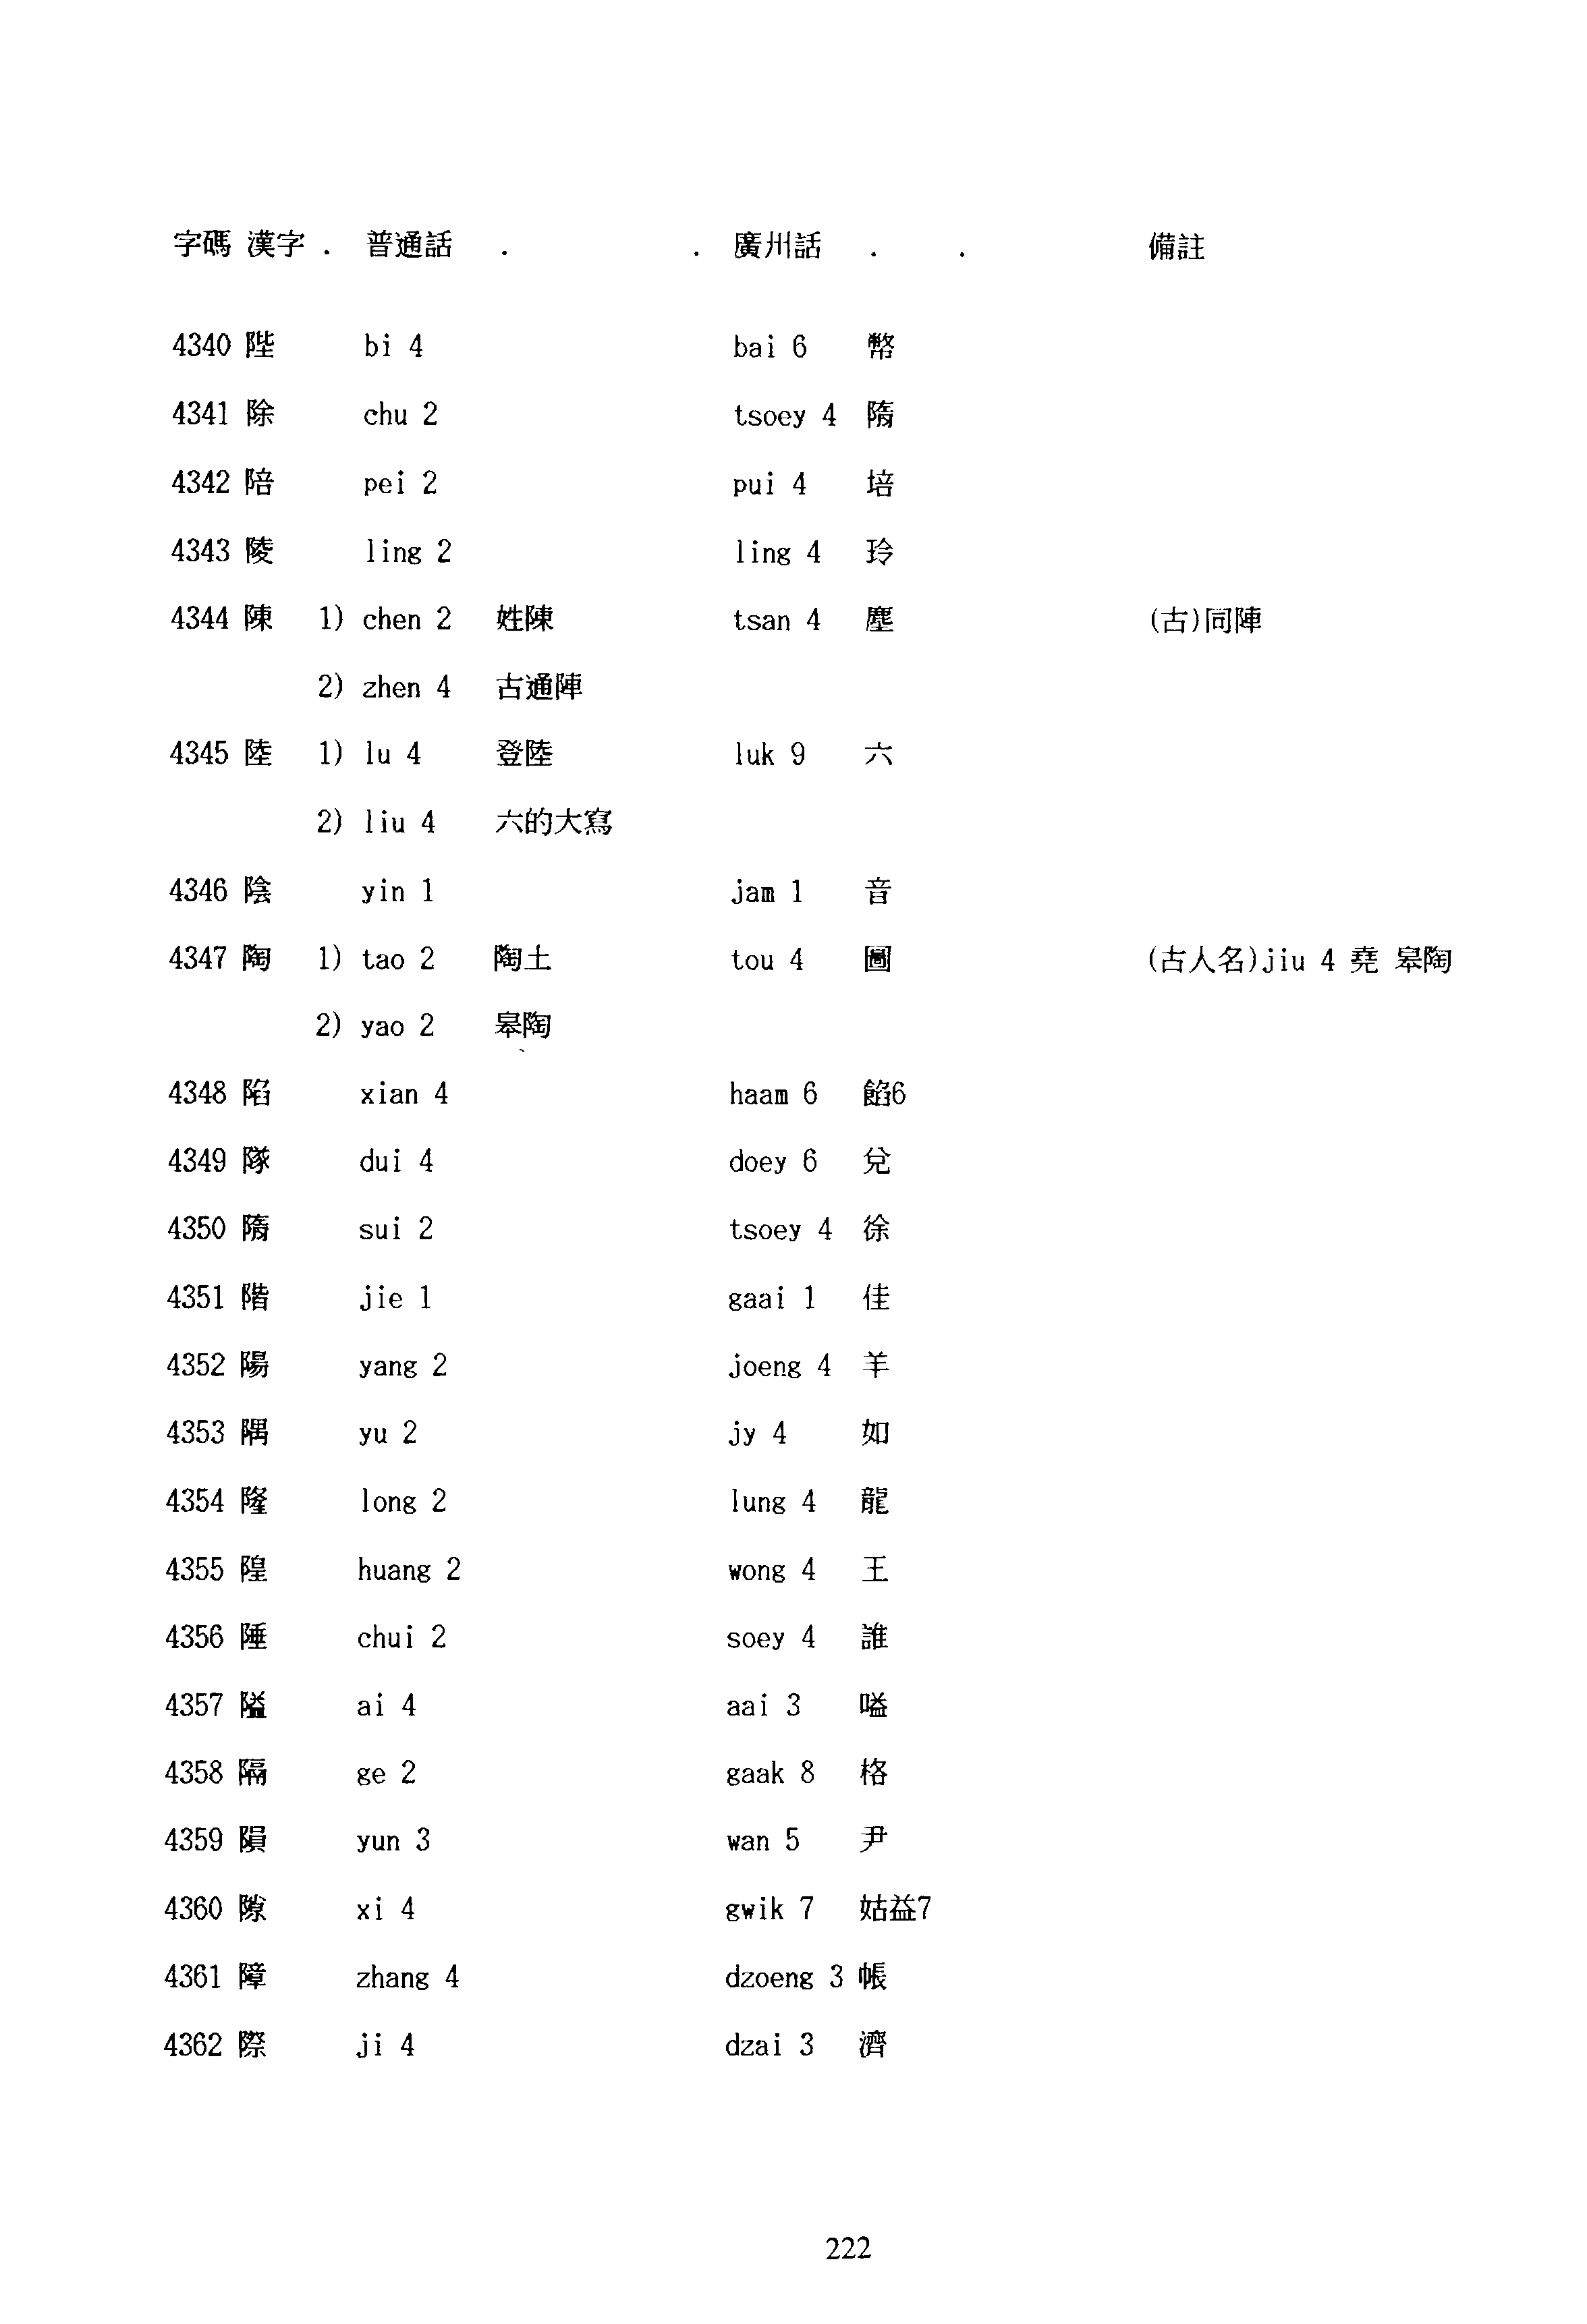 字碼 漢字 . 普通話 . . 廣州話 . . 備註
4340 陛 bi 4 bai 6 幣
4341 除 chu 2 tsoey 4 隋
4342 陪 pei 2 pui 4 培
4343 陵 ling 2 ling 4 玲
4344 陳 1) chen 2 姓陳 tsan 4 塵 (古)同陣
2) zhen 4 古通陣
4345 陸 1) lu 4 登陸 luk 9 六
2) liu 4 六的大寫
4346 陰 yin 1 jam 1 音
4347 陶 1) tao 2 陶土 tou 4 圖 (古人名)jiu 4 堯 皋陶
2) yao 2 皋陶
4348 陷 xian 4 haam 6 餡6
4349 隊 dui 4 doey 6 兌
4350 隋 sui 2 tsoey 4 徐
4351 階 jie 1 gaai 1 佳
4352 陽 yang 2 joeng 4 羊
4353 隅 yu 2 jy 4 如
4354 隆 long 2 lung 4 龍
4355 隍 huang 2 wong 4 王
4356 陲 chui 2 soey 4 誰
4357 隘 ai 4 aai 3 嗌
4358 隔 ge 2 gaak 8 格
4359 隕 yun 3 wan 5 尹
4360 隙 xi 4 gwik 7 姑益7
4361 障 zhang 4 dzoeng 3 帳
4362 際 ji 4 dzai 3 濟
222